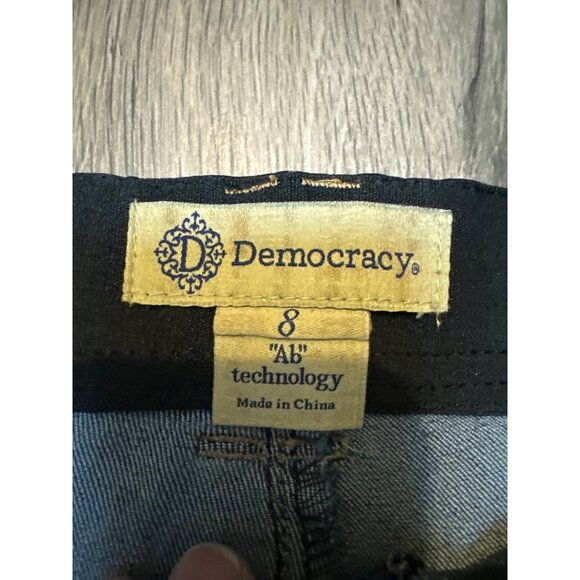 D Democracy®
8
"Ab"
technology
Made in China